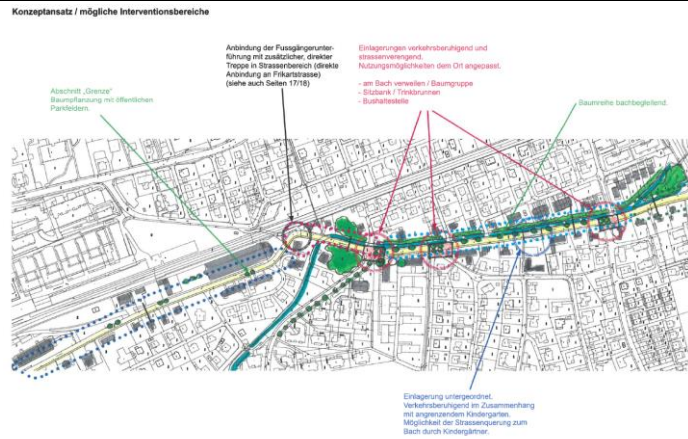 Konzeptansatz / mögliche Interventionsbereiche
Anbindung der Fussgängerunter-
führung mit zusätzlicher, direkter
Treppe in Strassenbereich (direkte
Anbindung an Frikartstrasse)
(siehe auch Seiten 17/18)
Einlagerungen verkehrsberuhigend und
strassenverengend.
Nutzungsmöglichkeiten dem Ort angepasst.
- am Bach verweilen / Baumgruppe
- Sitzbank / Trinkbrunnen
- Bushaltestelle
Abschnitt „Grenze"
Baumpflanzung mit öffentlichen
Parkfeldern.
Baumreihe bachbegleitend.
Einlagerung untergeordnet.
Verkehrsberuhigend im Zusammenhang
mit angrenzendem Kindergarten.
Möglichkeit der Strassenquerung zum
Bach durch Kindergärtner.